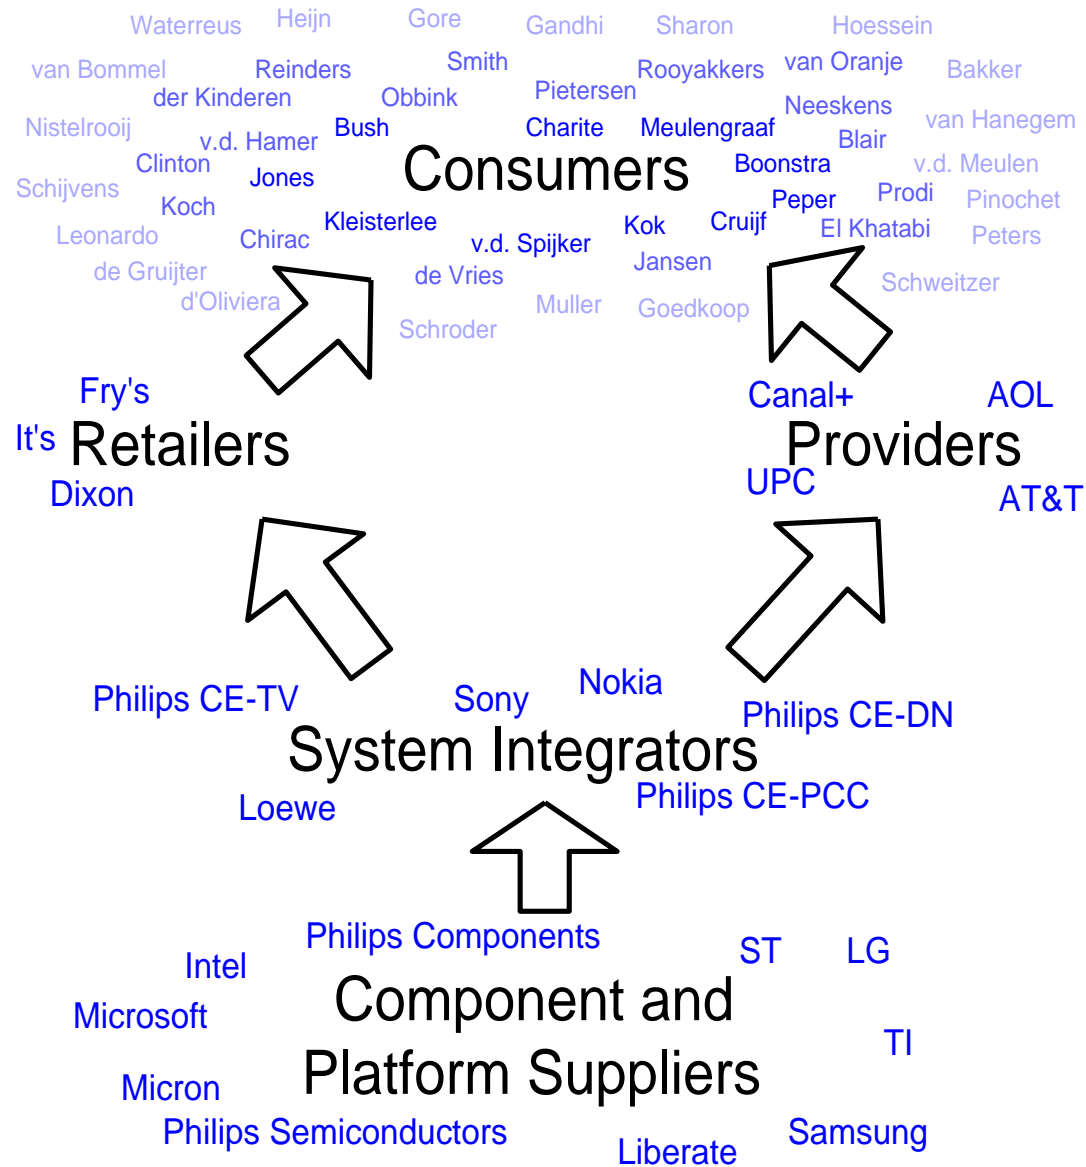 Waterreus
Heijn
Gore
Gandhi
Sharon
Hoessein
van Bommel
Reinders
Smith
Rooyakkers
van Oranje
Bakker
der Kinderen
Obbink
Pietersen
Neeskens
Nistelrooij
v.d. Hamer
Bush
Charite
Meulengraaf
Blair
van Hanegem
Clinton
Consumers
Boonstra
v.d. Meulen
Schijvens
Jones
Koch
Peper
Prodi
Pinochet
Leonardo
Chirac
Kleisterlee
v.d. Spijker
Kok
Cruijf
El Khatabi
Peters
de Gruijter
de Vries
Jansen
d'Oliviera
Schroder
Muller
Goedkoop
Schweitzer
Fry's
It's
Retailers
Dixon
Canal+
AOL
Providers
UPC
AT&T
Philips CE-TV
Sony
Nokia
Philips CE-DN
System Integrators
Loewe
Philips CE-PCC
Philips Components
ST
LG
Intel
Component and
Microsoft
TI
Platform Suppliers
Micron
Philips Semiconductors
Liberate
Samsung